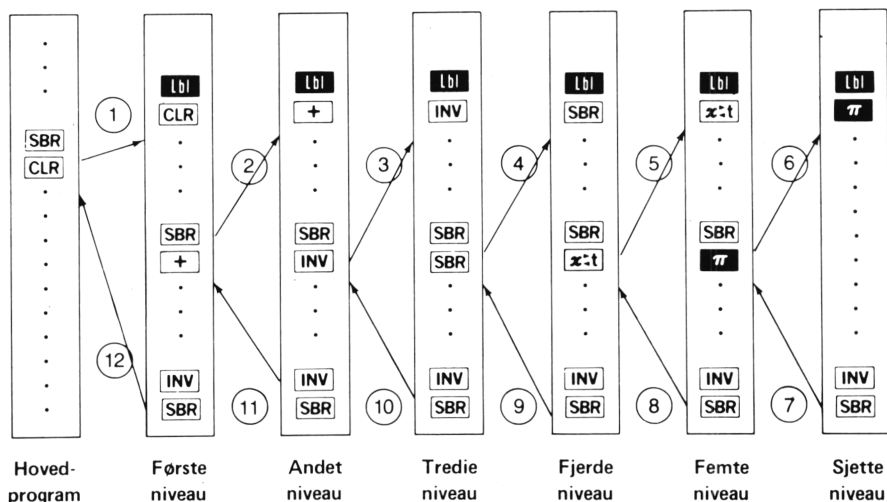 Lbl Lbl Lbl Lbl Lbl Lbl
CLR + INV SBR x⇄t π
1
SBR
CLR
2 3 4 5 6
SBR SBR SBR SBR SBR
+ INV SBR x⇄t π
12
INV INV INV INV INV INV
SBR SBR SBR SBR SBR SBR
11 10 9 8 7
Hoved- Første Andet Tredie Fjerde Femte Sjette
program niveau niveau niveau niveau niveau niveau